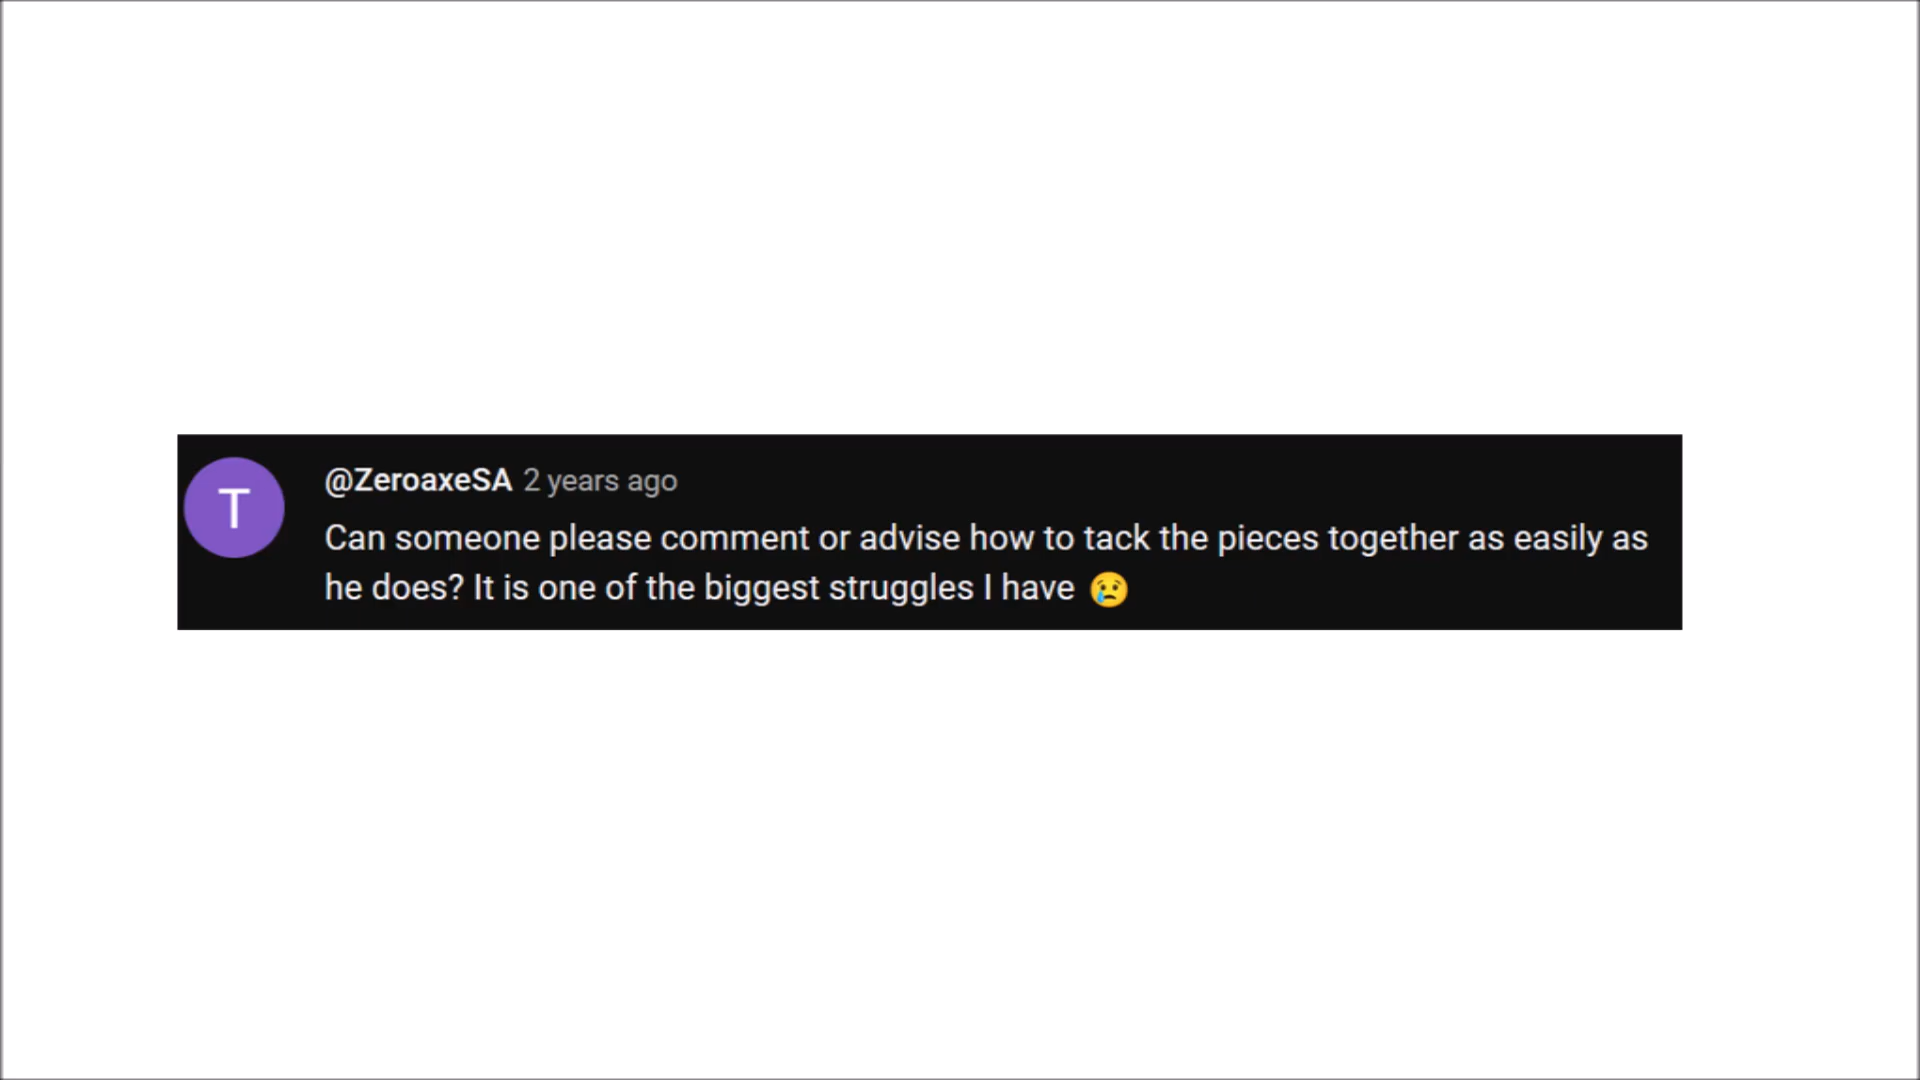 T
@ZeroaxeSA 2 years ago
Can someone please comment or advise how to tack the pieces together as easily as
he does? It is one of the biggest struggles I have 😢